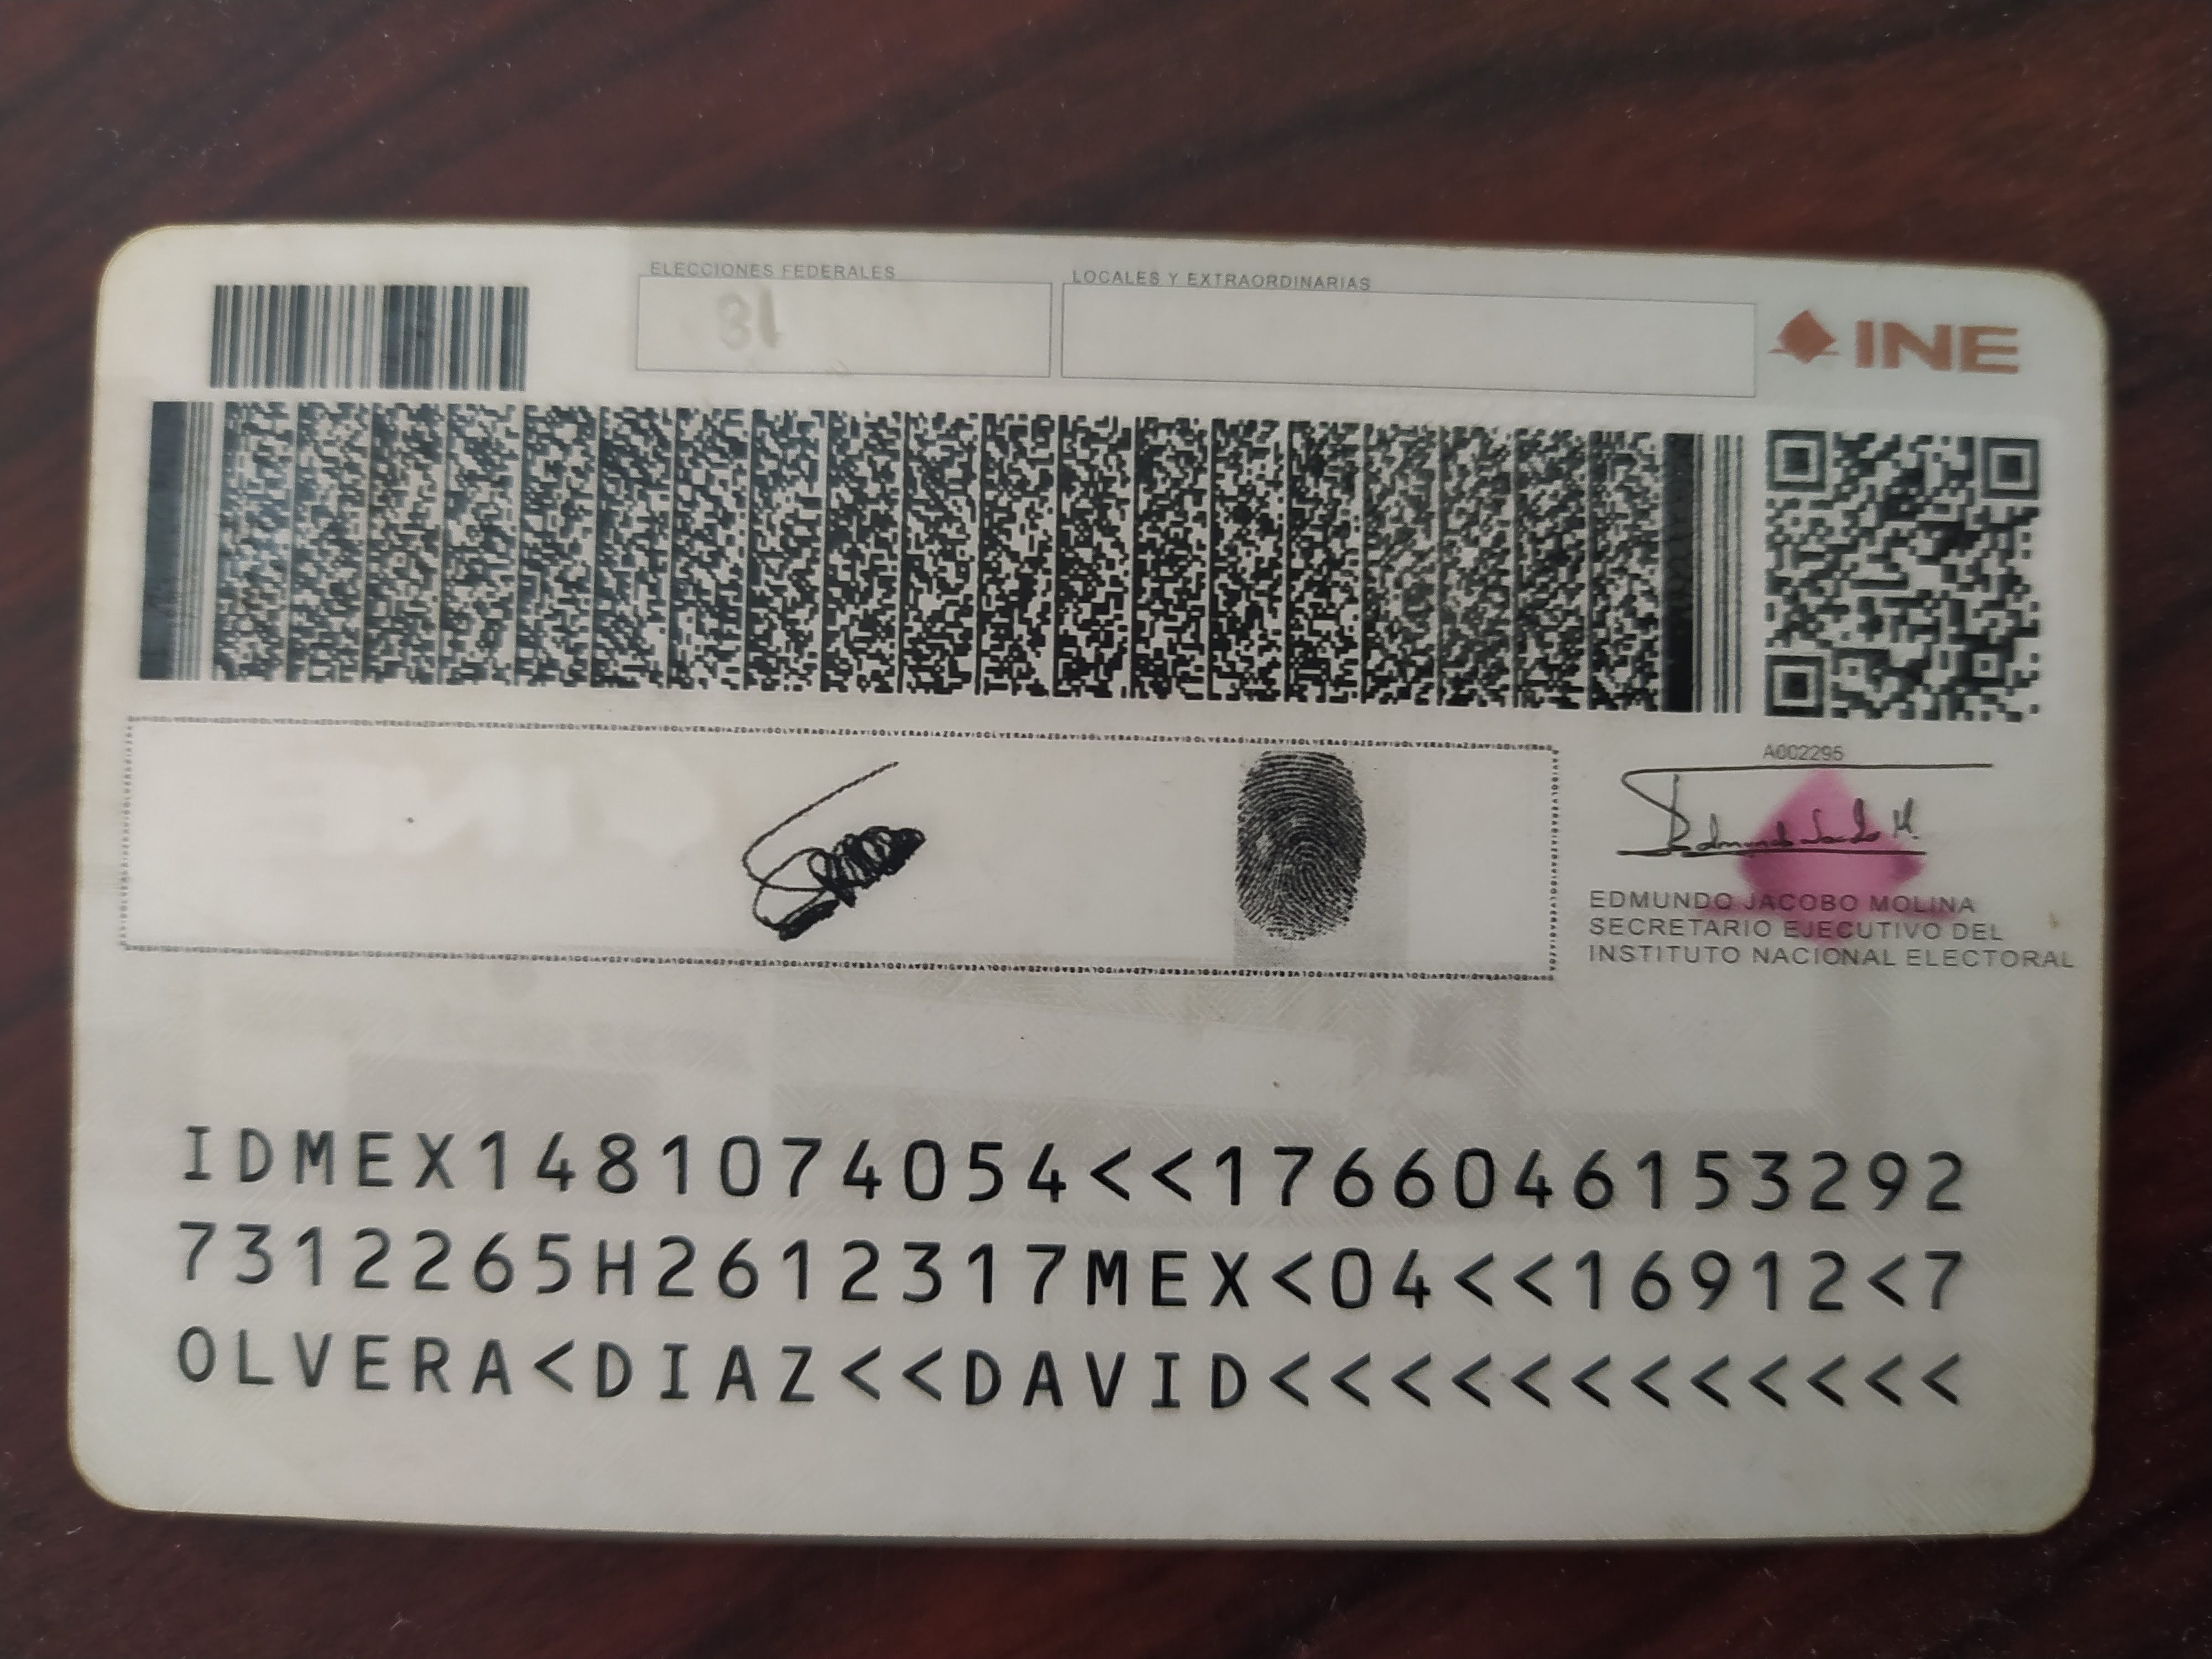 ELECCIONES FEDERALES
LOCALES Y EXTRAORDINARIAS
INE
A002295
EDMUNDO JACOBO MOLINA
SECRETARIO EJECUTIVO DEL
INSTITUTO NACIONAL ELECTORAL
IDMEX1481074054<<1766046153292
7312265H2612317MEX<04<<16912<7
OLVERA<DIAZ<<DAVID<<<<<<<<<<<<